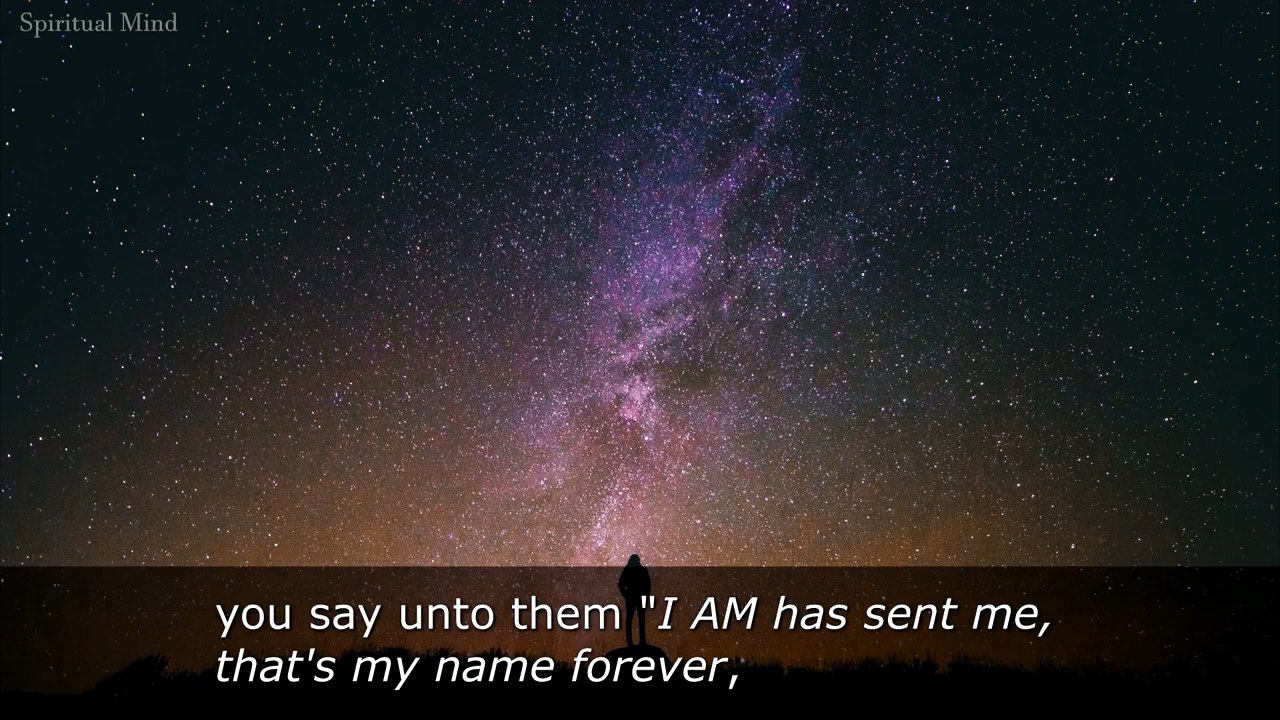 Spiritual Mind
you say unto them "I AM has sent me,
that's my name forever,